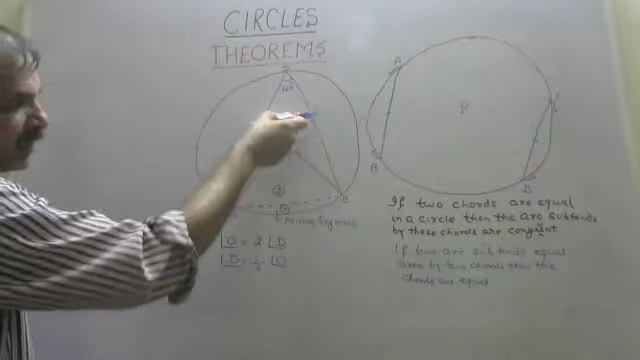 CIRCLES
THEOREMS
B
Minor Segment
∠O = 2 ∠D
∠D = 1/2 ∠O
A
D
If two chords are equal
in a circle then the arc subtends
by these chords are congruent
If two arc subtends equal
by two chords then the
chords are equal